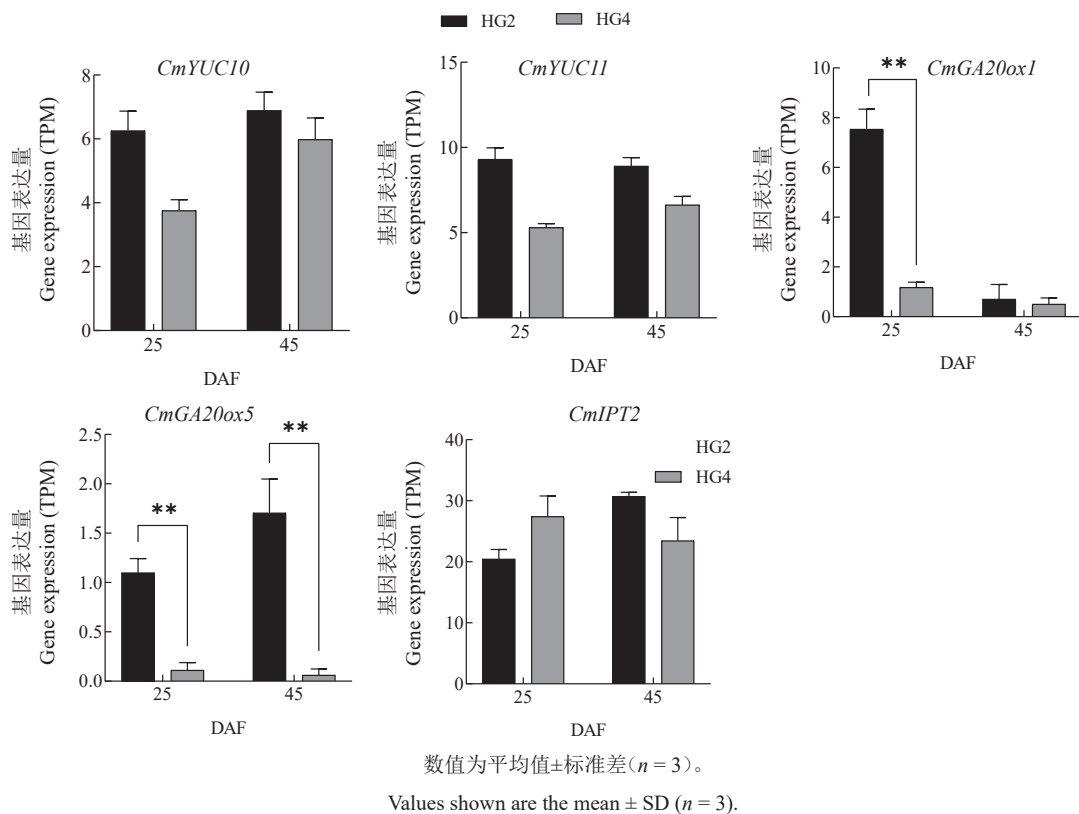 HG2 HG4
CmYUC10
基因表达量
Gene expression (TPM)
8
6
4
2
0
25 45
DAF
CmYUC11
基因表达量
Gene expression (TPM)
15
10
5
0
25 45
DAF
CmGA20ox1
**
基因表达量
Gene expression (TPM)
10
8
6
4
2
0
25 45
DAF
CmGA20ox5
**
**
基因表达量
Gene expression (TPM)
2.5
2.0
1.5
1.0
0.5
0.0
25 45
DAF
CmIPT2
HG2
HG4
基因表达量
Gene expression (TPM)
40
30
20
10
0
25 45
DAF
数值为平均值±标准差(n = 3)。
Values shown are the mean ± SD (n = 3).